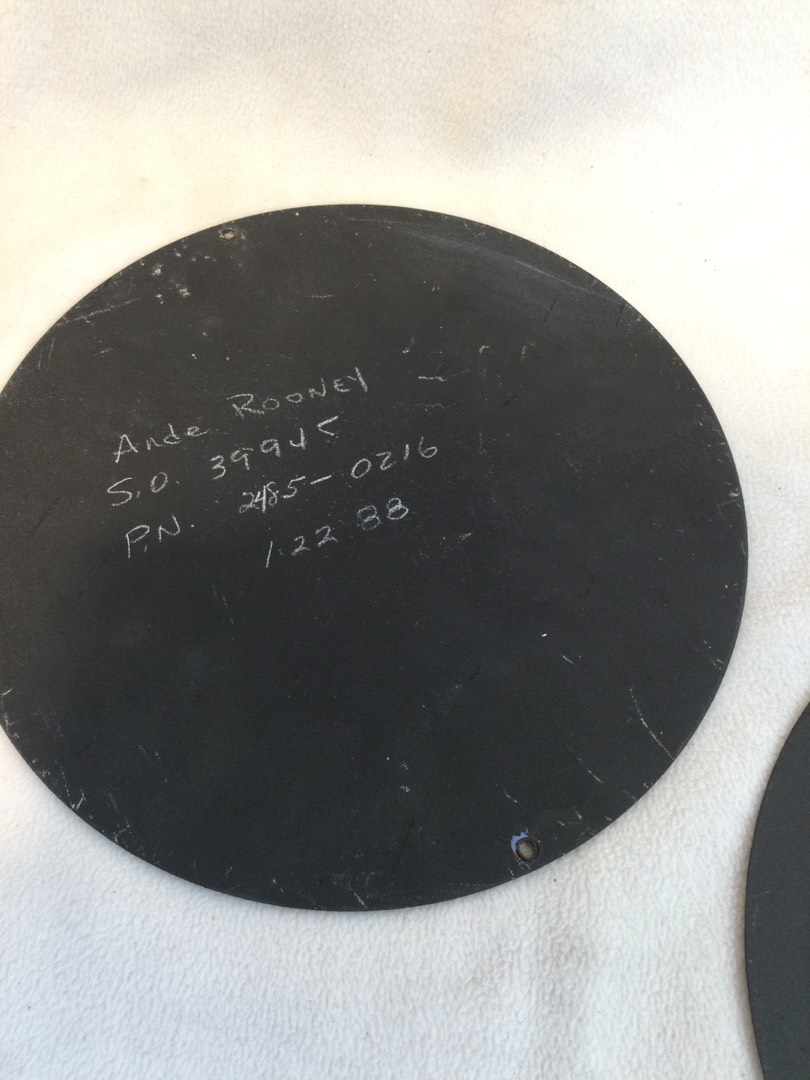 Ande ROONEY
S.O. 39945
P.N. 2485-0216
1.22 88